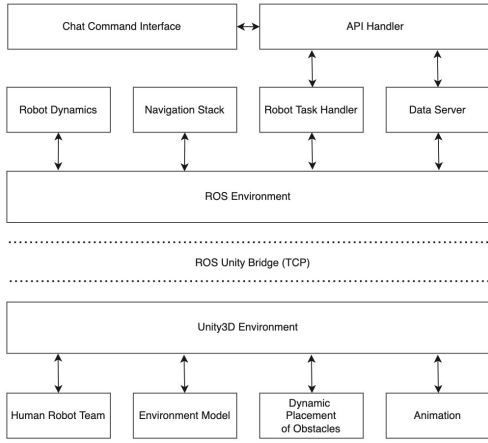 Chat Command Interface
API Handler
Robot Dynamics
Navigation Stack
Robot Task Handler
Data Server
ROS Environment
ROS Unity Bridge (TCP)
Unity3D Environment
Human Robot Team
Environment Model
Dynamic
Placement
of Obstacles
Animation